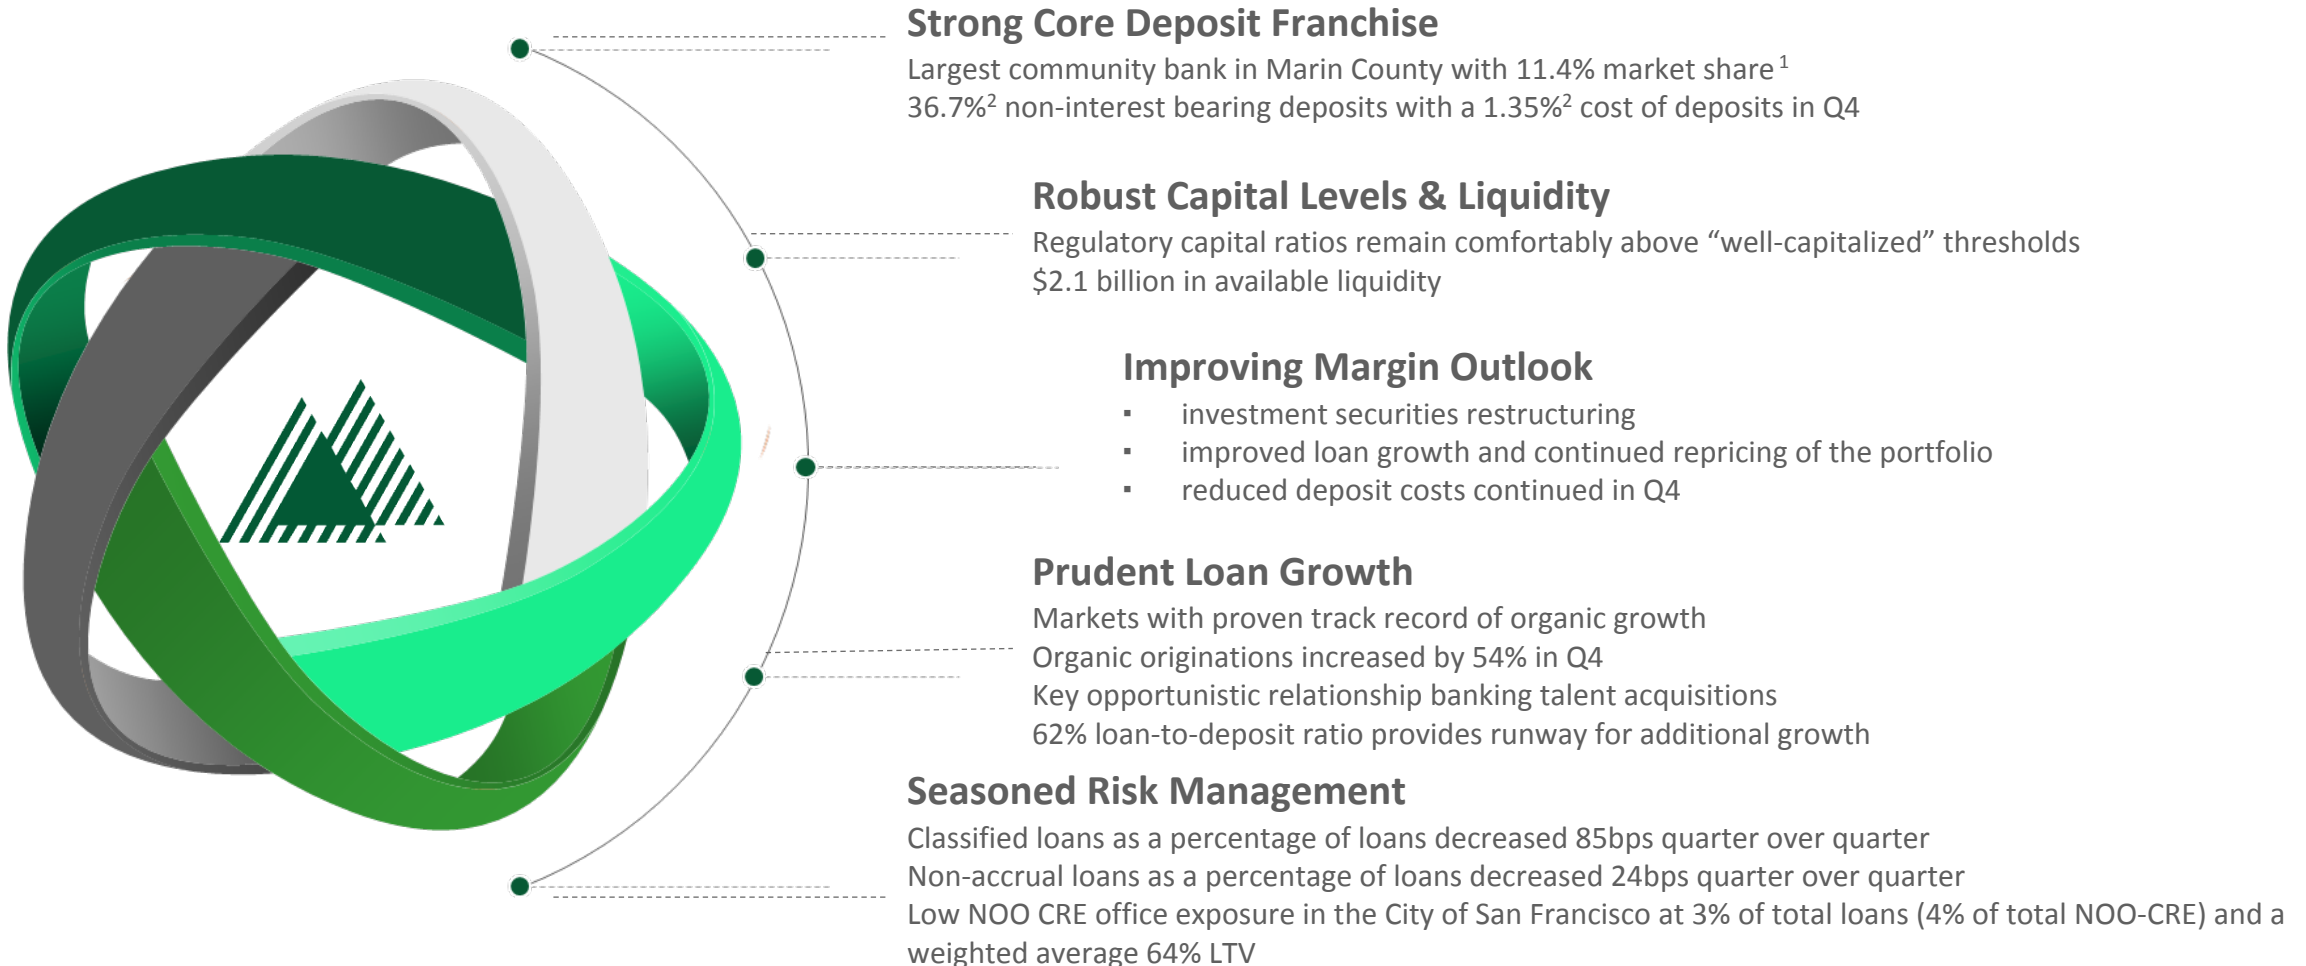 Strong Core Deposit Franchise
Largest community bank in Marin County with 11.4% market share 1
36.7%2 non-interest bearing deposits with a 1.35%2 cost of deposits in Q4
Robust Capital Levels & Liquidity
Regulatory capital ratios remain comfortably above “well-capitalized” thresholds
$2.1 billion in available liquidity
Improving Margin Outlook
▪ investment securities restructuring
▪ improved loan growth and continued repricing of the portfolio
▪ reduced deposit costs continued in Q4
Prudent Loan Growth
Markets with proven track record of organic growth
Organic originations increased by 54% in Q4
Key opportunistic relationship banking talent acquisitions
62% loan-to-deposit ratio provides runway for additional growth
Seasoned Risk Management
Classified loans as a percentage of loans decreased 85bps quarter over quarter
Non-accrual loans as a percentage of loans decreased 24bps quarter over quarter
Low NOO CRE office exposure in the City of San Francisco at 3% of total loans (4% of total NOO-CRE) and a
weighted average 64% LTV